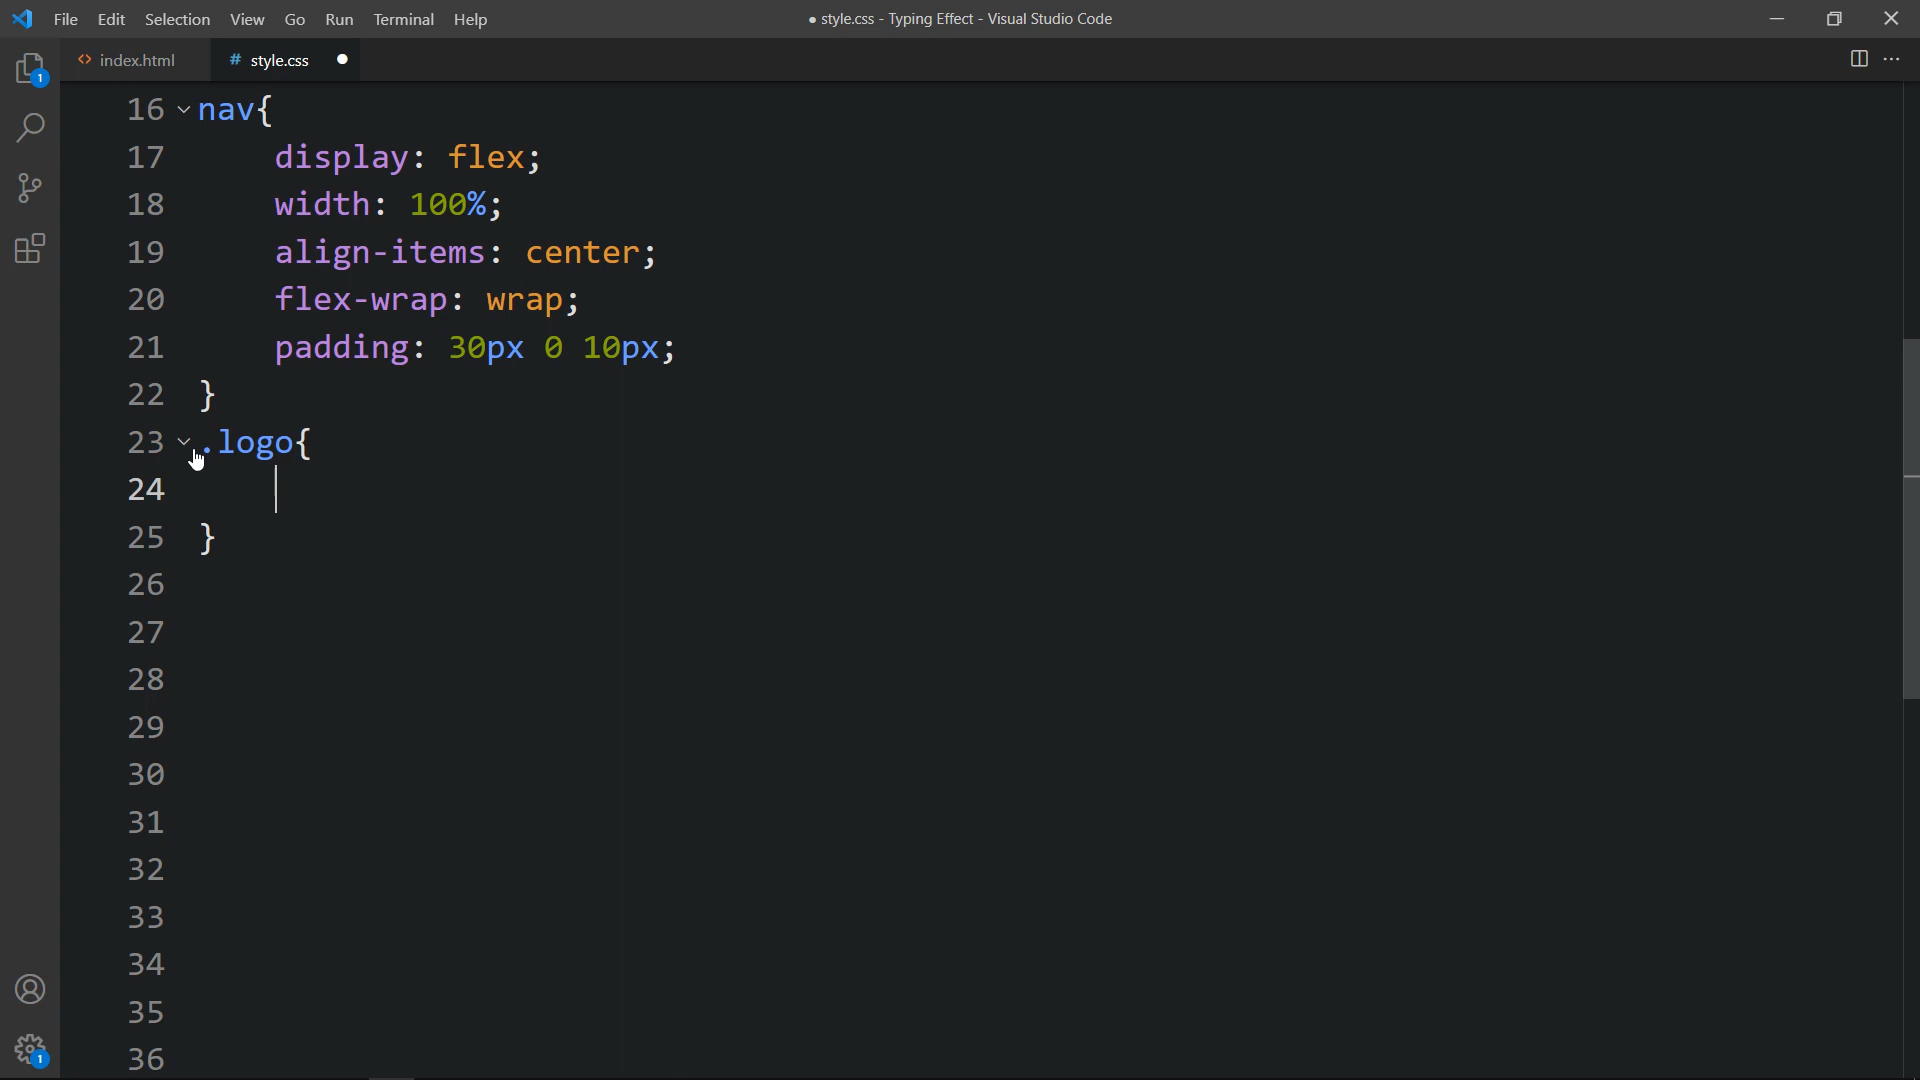 File Edit Selection View Go Run Terminal Help
● style.css - Typing Effect - Visual Studio Code
<> index.html
# style.css ●
1
16 nav{
17 display: flex;
18 width: 100%;
19 align-items: center;
20 flex-wrap: wrap;
21 padding: 30px 0 10px;
22 }
23 .logo{
24
25 }
26
27
28
29
30
31
32
33
34
35
36
1